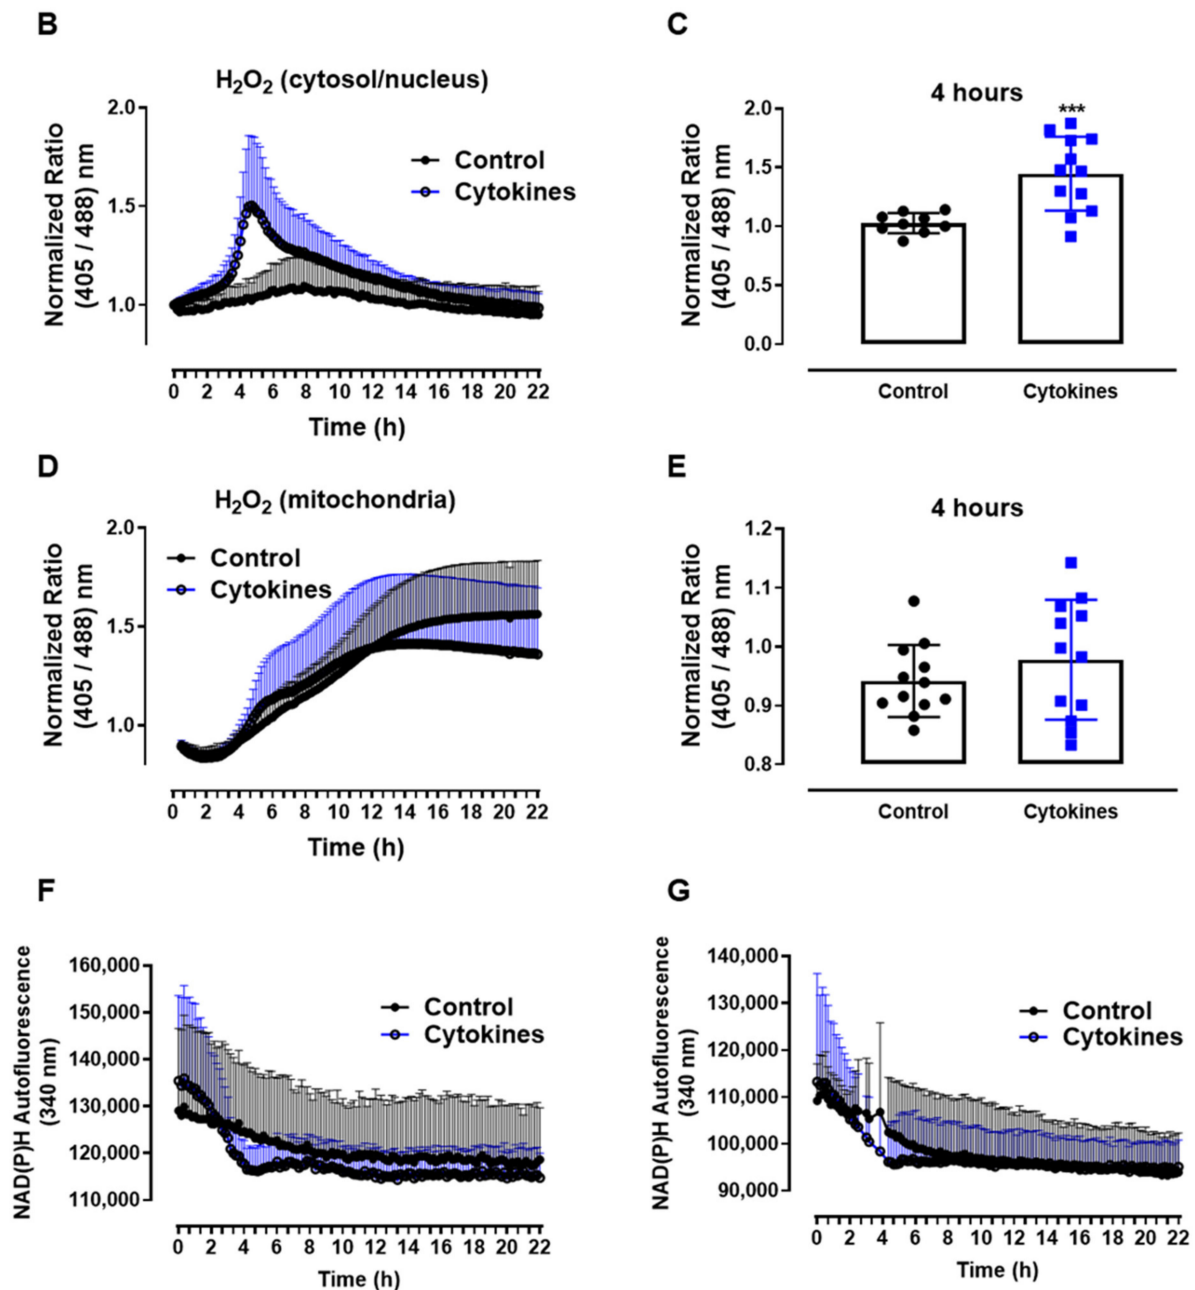 B
H₂O₂ (cytosol/nucleus)
Normalized Ratio
(405 / 488) nm
2.0
1.5
1.0
Control
Cytokines
0 2 4 6 8 10 12 14 16 18 20 22
Time (h)
C
4 hours
Normalized Ratio
(405 / 488) nm
2.0
1.5
1.0
0.5
0.0
***
Control Cytokines
D
H₂O₂ (mitochondria)
Normalized Ratio
(405 / 488) nm
2.0
1.5
1.0
Control
Cytokines
0 2 4 6 8 10 12 14 16 18 20 22
Time (h)
E
4 hours
Normalized Ratio
(405 / 488) nm
1.2
1.1
1.0
0.9
0.8
Control Cytokines
F
NAD(P)H Autofluorescence
(340 nm)
160,000
150,000
140,000
130,000
120,000
110,000
Control
Cytokines
0 2 4 6 8 10 12 14 16 18 20 22
Time (h)
G
NAD(P)H Autofluorescence
(340 nm)
140,000
130,000
120,000
110,000
100,000
90,000
Control
Cytokines
0 2 4 6 8 10 12 14 16 18 20 22
Time (h)